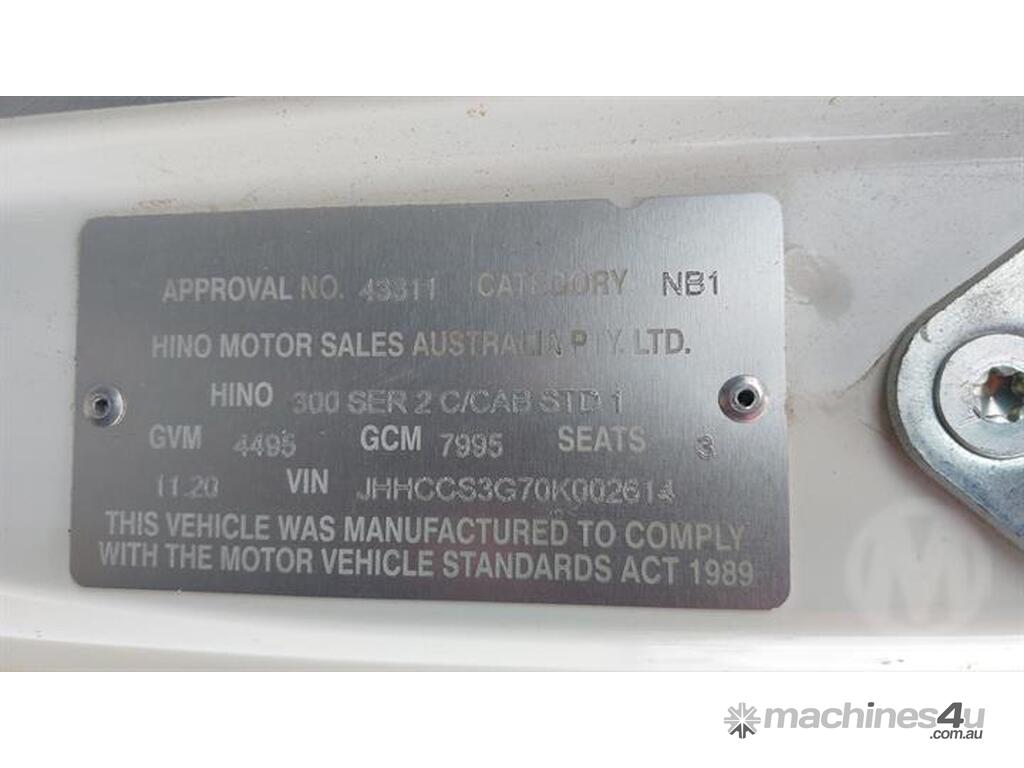 APPROVAL NO. 43311 CATEGORY NB1
HINO MOTOR SALES AUSTRALIA PTY. LTD.
HINO 300 SER 2 C/CAB STD 1
GVM 4495 GCM 7995 SEATS 3
11.20 VIN JHHCCS3G70K002614
THIS VEHICLE WAS MANUFACTURED TO COMPLY
WITH THE MOTOR VEHICLE STANDARDS ACT 1989
M
machines4u
.com.au